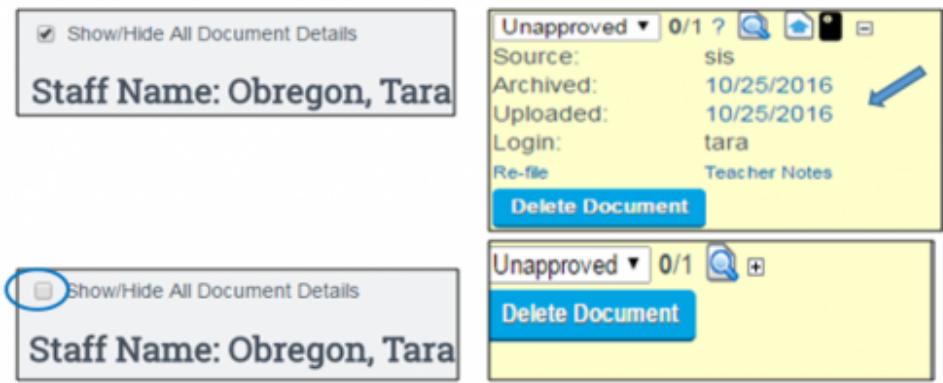 Show/Hide All Document Details
Staff Name: Obregon, Tara
Unapproved 0/1 ?
Source: sis
Archived: 10/25/2016
Uploaded: 10/25/2016
Login: tara
Re-file Teacher Notes
Delete Document
Show/Hide All Document Details
Staff Name: Obregon, Tara
Unapproved 0/1
Delete Document